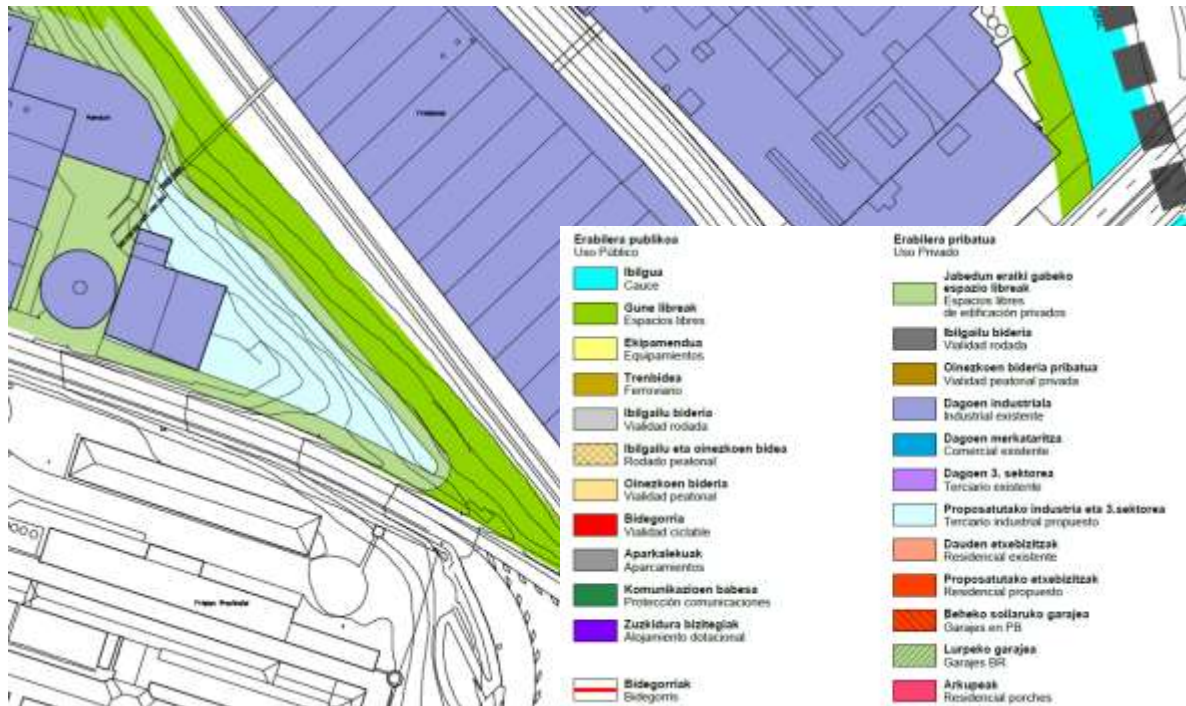 Erabilera publikoa
Uso Público
Ibilgua
Cauce
Gune libreak
Espacios libres
Ekipamendua
Equipamientos
Trenbidea
Ferroviario
Ibilgailu bideria
Vialidad rodada
Ibilgailu eta oinezkoen bidea
Rodado peatonal
Oinezkoen bideria
Vialidad peatonal
Bidegorria
Vialidad ciclable
Aparkalekuak
Aparcamientos
Komunikazioen babesa
Protección comunicaciones
Zuzkidura bizitegiak
Alojamiento dotacional
Bidegorriak
Bidegorris
Erabilera pribatua
Uso Privado
Jabedun eraiki gabeko
espazio libreak
Espacios libres
de edificación privados
Ibilgailu bideria
Vialidad rodada
Oinezkoen bideria pribatua
Vialidad peatonal privada
Dagoen industriala
Industrial existente
Dagoen merkataritza
Comercial existente
Dagoen 3. sektorea
Terciario existente
Proposatutako industria eta 3.sektorea
Terciario industrial propuesto
Dauden etxebizitzak
Residencial existente
Proposatutako etxebizitzak
Residencial propuesto
Beheko soilaruko garajea
Garajes en PB
Lurpeko garajea
Garajes BR
Arkupeak
Residencial porches